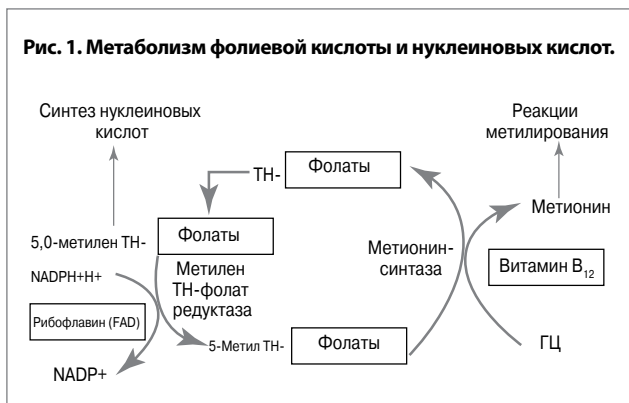 Рис. 1. Метаболизм фолиевой кислоты и нуклеиновых кислот.
Синтез нуклеиновых
кислот
Реакции
метилирования
ТН- Фолаты
5,0-метилен ТН- Фолаты
Метионин
NADPH+H+
Метилен
ТН-фолат
редуктаза
Метионин-
синтаза
Витамин B12
Рибофлавин (FAD)
5-Метил ТН- Фолаты
ГЦ
NADP+